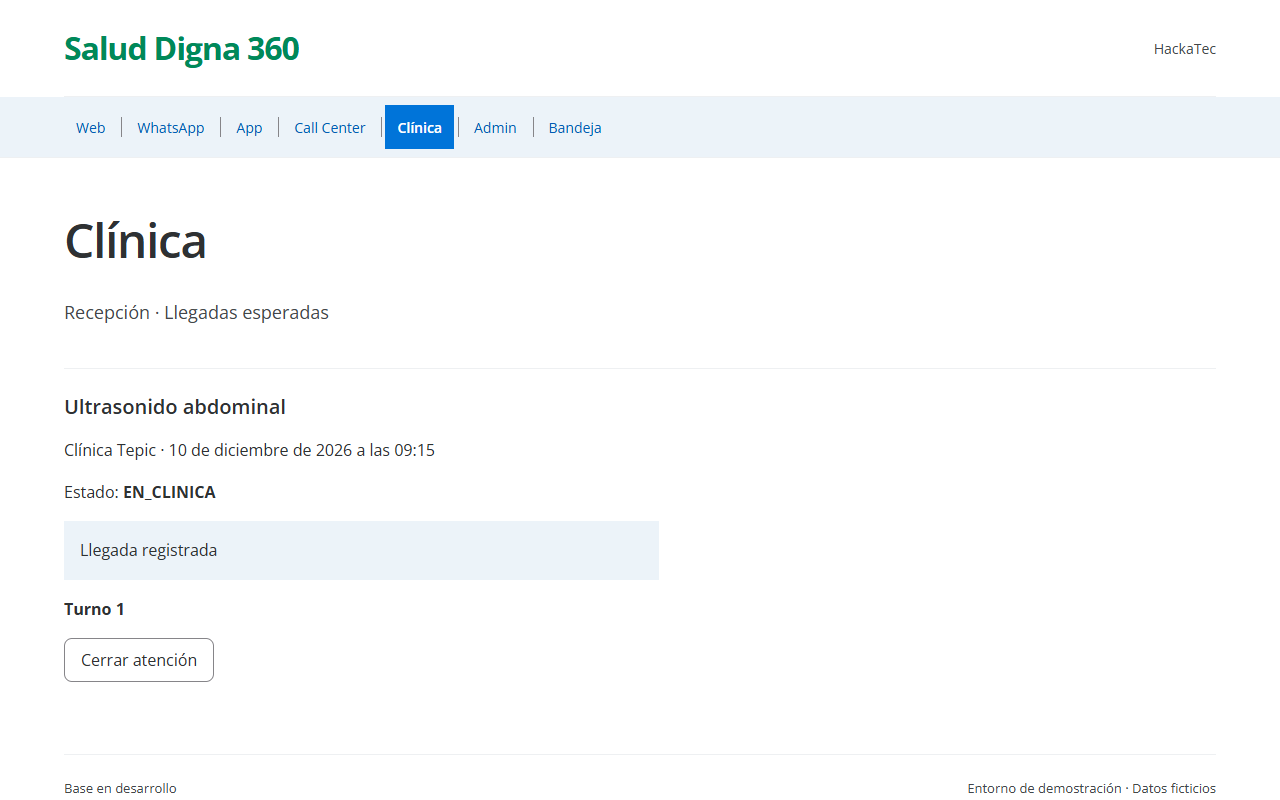 Salud Digna 360
HackaTec
Web
WhatsApp
App
Call Center
Clínica
Admin
Bandeja
Clínica
Recepción · Llegadas esperadas
Ultrasonido abdominal
Clínica Tepic · 10 de diciembre de 2026 a las 09:15
Estado: EN_CLINICA
Llegada registrada
Turno 1
Cerrar atención
Base en desarrollo
Entorno de demostración · Datos ficticios